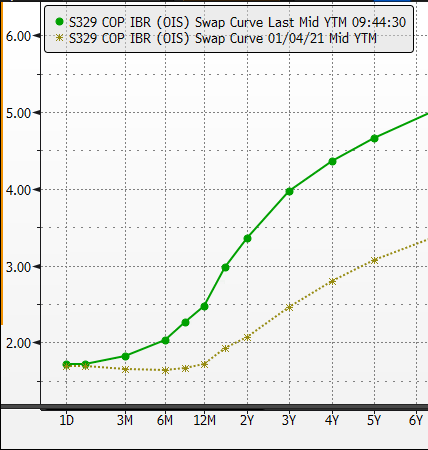 S329 COP IBR (OIS) Swap Curve Last Mid YTM 09:44:30
S329 COP IBR (OIS) Swap Curve 01/04/21 Mid YTM
6.00
5.00
4.00
3.00
2.00
1D 3M 6M 12M 2Y 3Y 4Y 5Y 6Y